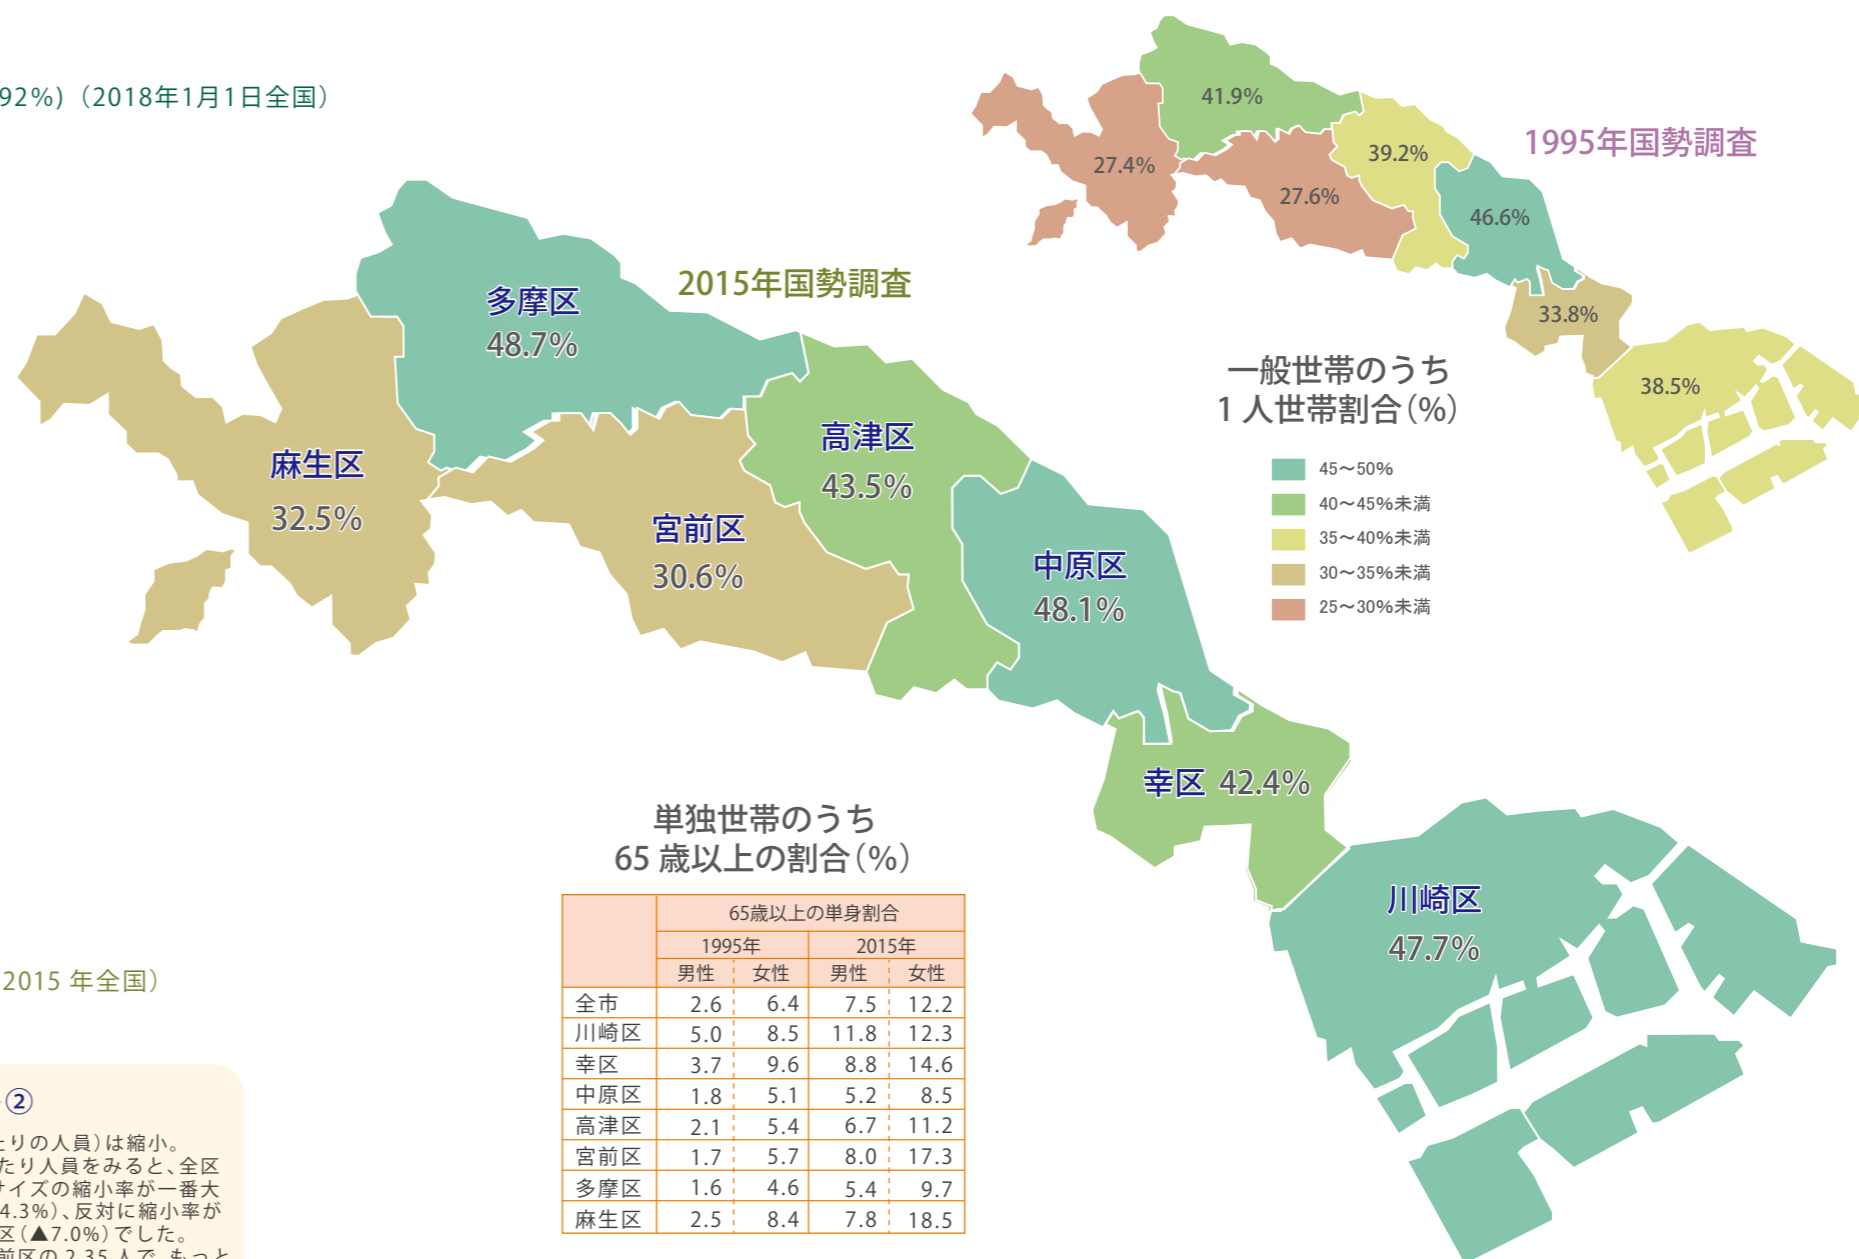 92%)（2018年1月1日全国）
1995年国勢調査
41.9%
27.4%
27.6%
39.2%
46.6%
33.8%
38.5%
2015年国勢調査
多摩区
48.7%
麻生区
32.5%
宮前区
30.6%
高津区
43.5%
中原区
48.1%
幸区 42.4%
川崎区
47.7%
一般世帯のうち
1 人世帯割合（%）
45～50%
40～45%未満
35～40%未満
30～35%未満
25～30%未満
単独世帯のうち
65 歳以上の割合（%）
65歳以上の単身割合
1995年 2015年
男性 女性 男性 女性
全市 2.6 6.4 7.5 12.2
川崎区 5.0 8.5 11.8 12.3
幸区 3.7 9.6 8.8 14.6
中原区 1.8 5.1 5.2 8.5
高津区 2.1 5.4 6.7 11.2
宮前区 1.7 5.7 8.0 17.3
多摩区 1.6 4.6 5.4 9.7
麻生区 2.5 8.4 7.8 18.5
2015 年全国）
②
たりの人員）は縮小。
たり人員をみると、全区
サイズの縮小率が一番大
4.3%）、反対に縮小率が
区（▲7.0%）でした。
前区の 2.35 人で、もっと